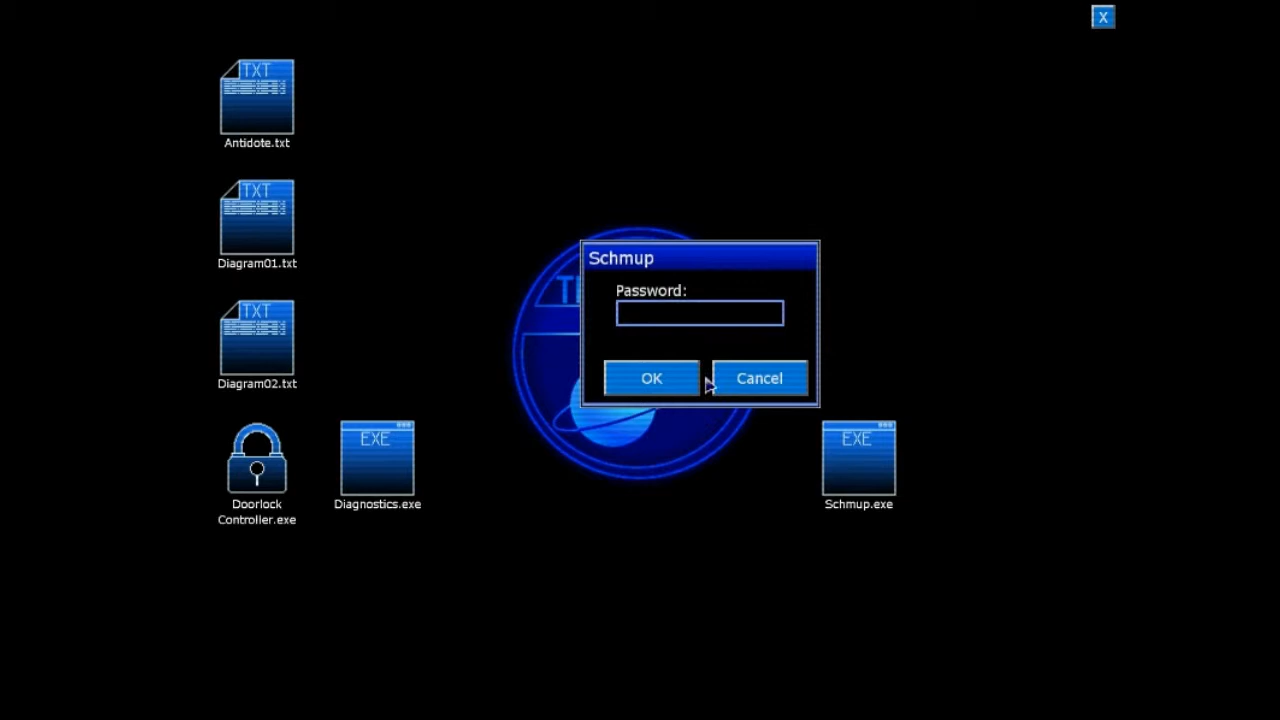 X
TXT
Antidote.txt
TXT
Diagram01.txt
TXT
Diagram02.txt
Schmup
Password:
OK
Cancel
Doorlock
Controller.exe
EXE
Diagnostics.exe
EXE
Schmup.exe